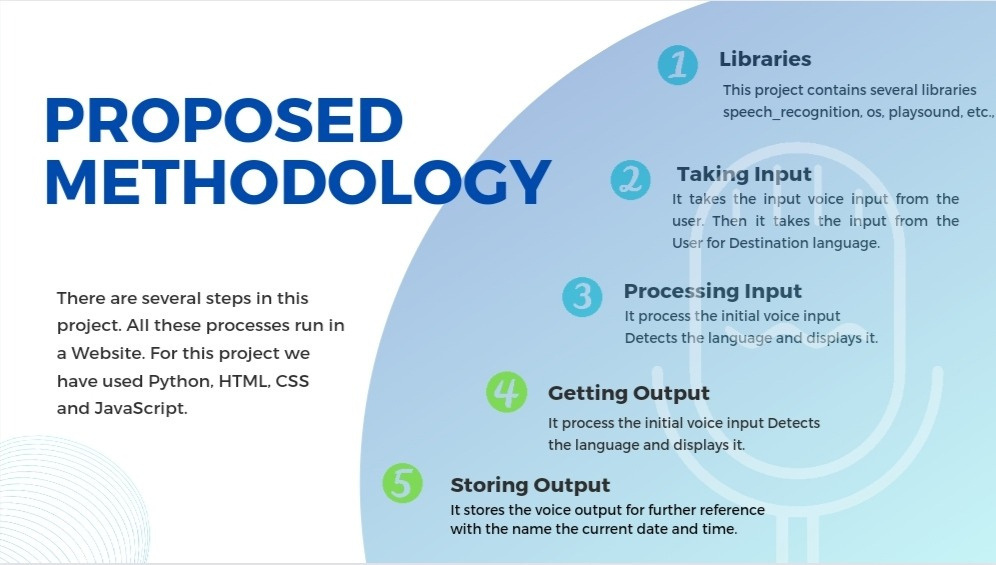 PROPOSED
METHODOLOGY
There are several steps in this
project. All these processes run in
a Website. For this project we
have used Python, HTML, CSS
and JavaScript.
1
Libraries
This project contains several libraries
speech_recognition, os, playsound, etc.,
2
Taking Input
It takes the input voice input from the
user. Then it takes the input from the
User for Destination language.
3
Processing Input
It process the initial voice input
Detects the language and displays it.
4
Getting Output
It process the initial voice input Detects
the language and displays it.
5
Storing Output
It stores the voice output for further reference
with the name the current date and time.